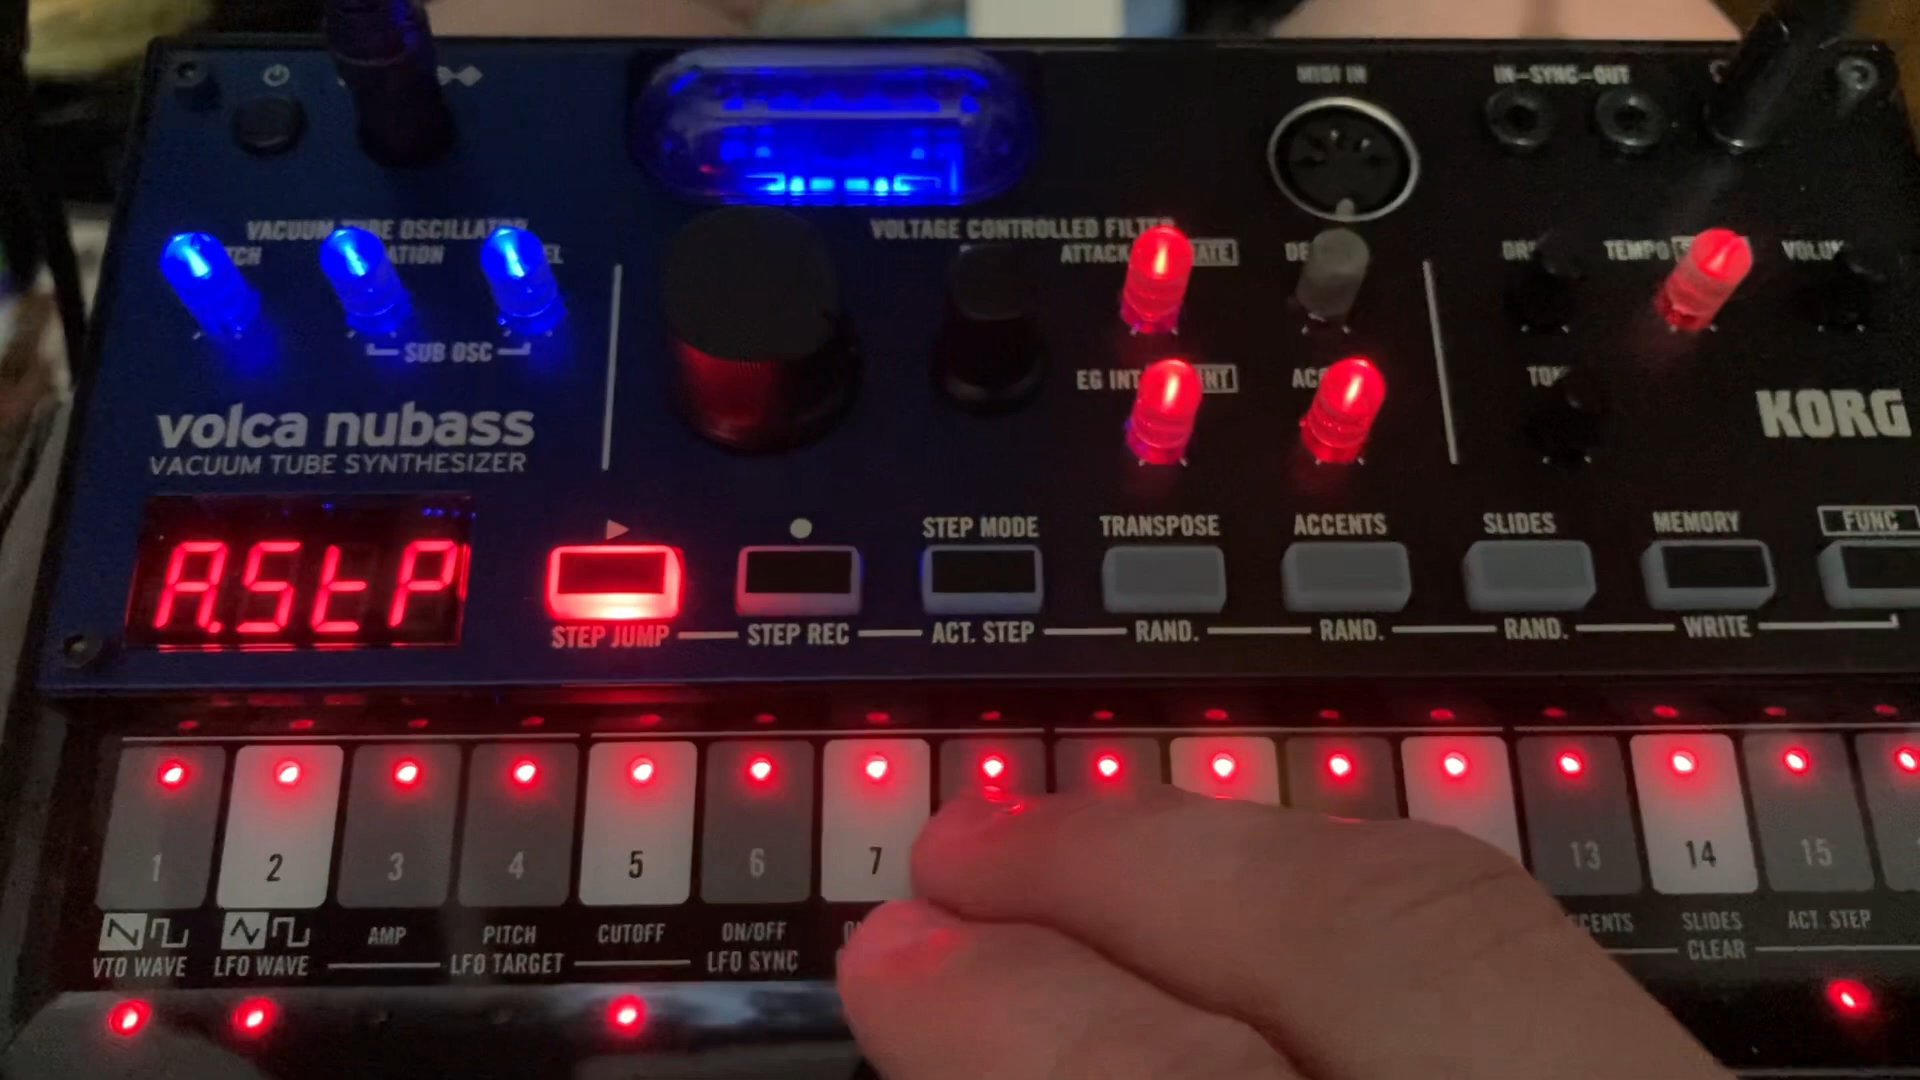 MIDI IN
IN-SYNC-OUT
VACUUM TUBE OSCILLATOR
VOLTAGE CONTROLLED FILTER
ATTACK
TEMPO
SUB OSC
EG INT
volca nubass
VACUUM TUBE SYNTHESIZER
KORG
A.StP
STEP MODE
TRANSPOSE
ACCENTS
SLIDES
MEMORY
FUNC
STEP JUMP
STEP REC
ACT. STEP
RAND.
RAND.
RAND.
WRITE
1 2 3 4 5 6 7 13 14 15
AMP
PITCH
CUTOFF
ON/OFF
SLIDES
ACT. STEP
VTO WAVE
LFO WAVE
LFO TARGET
LFO SYNC
CLEAR